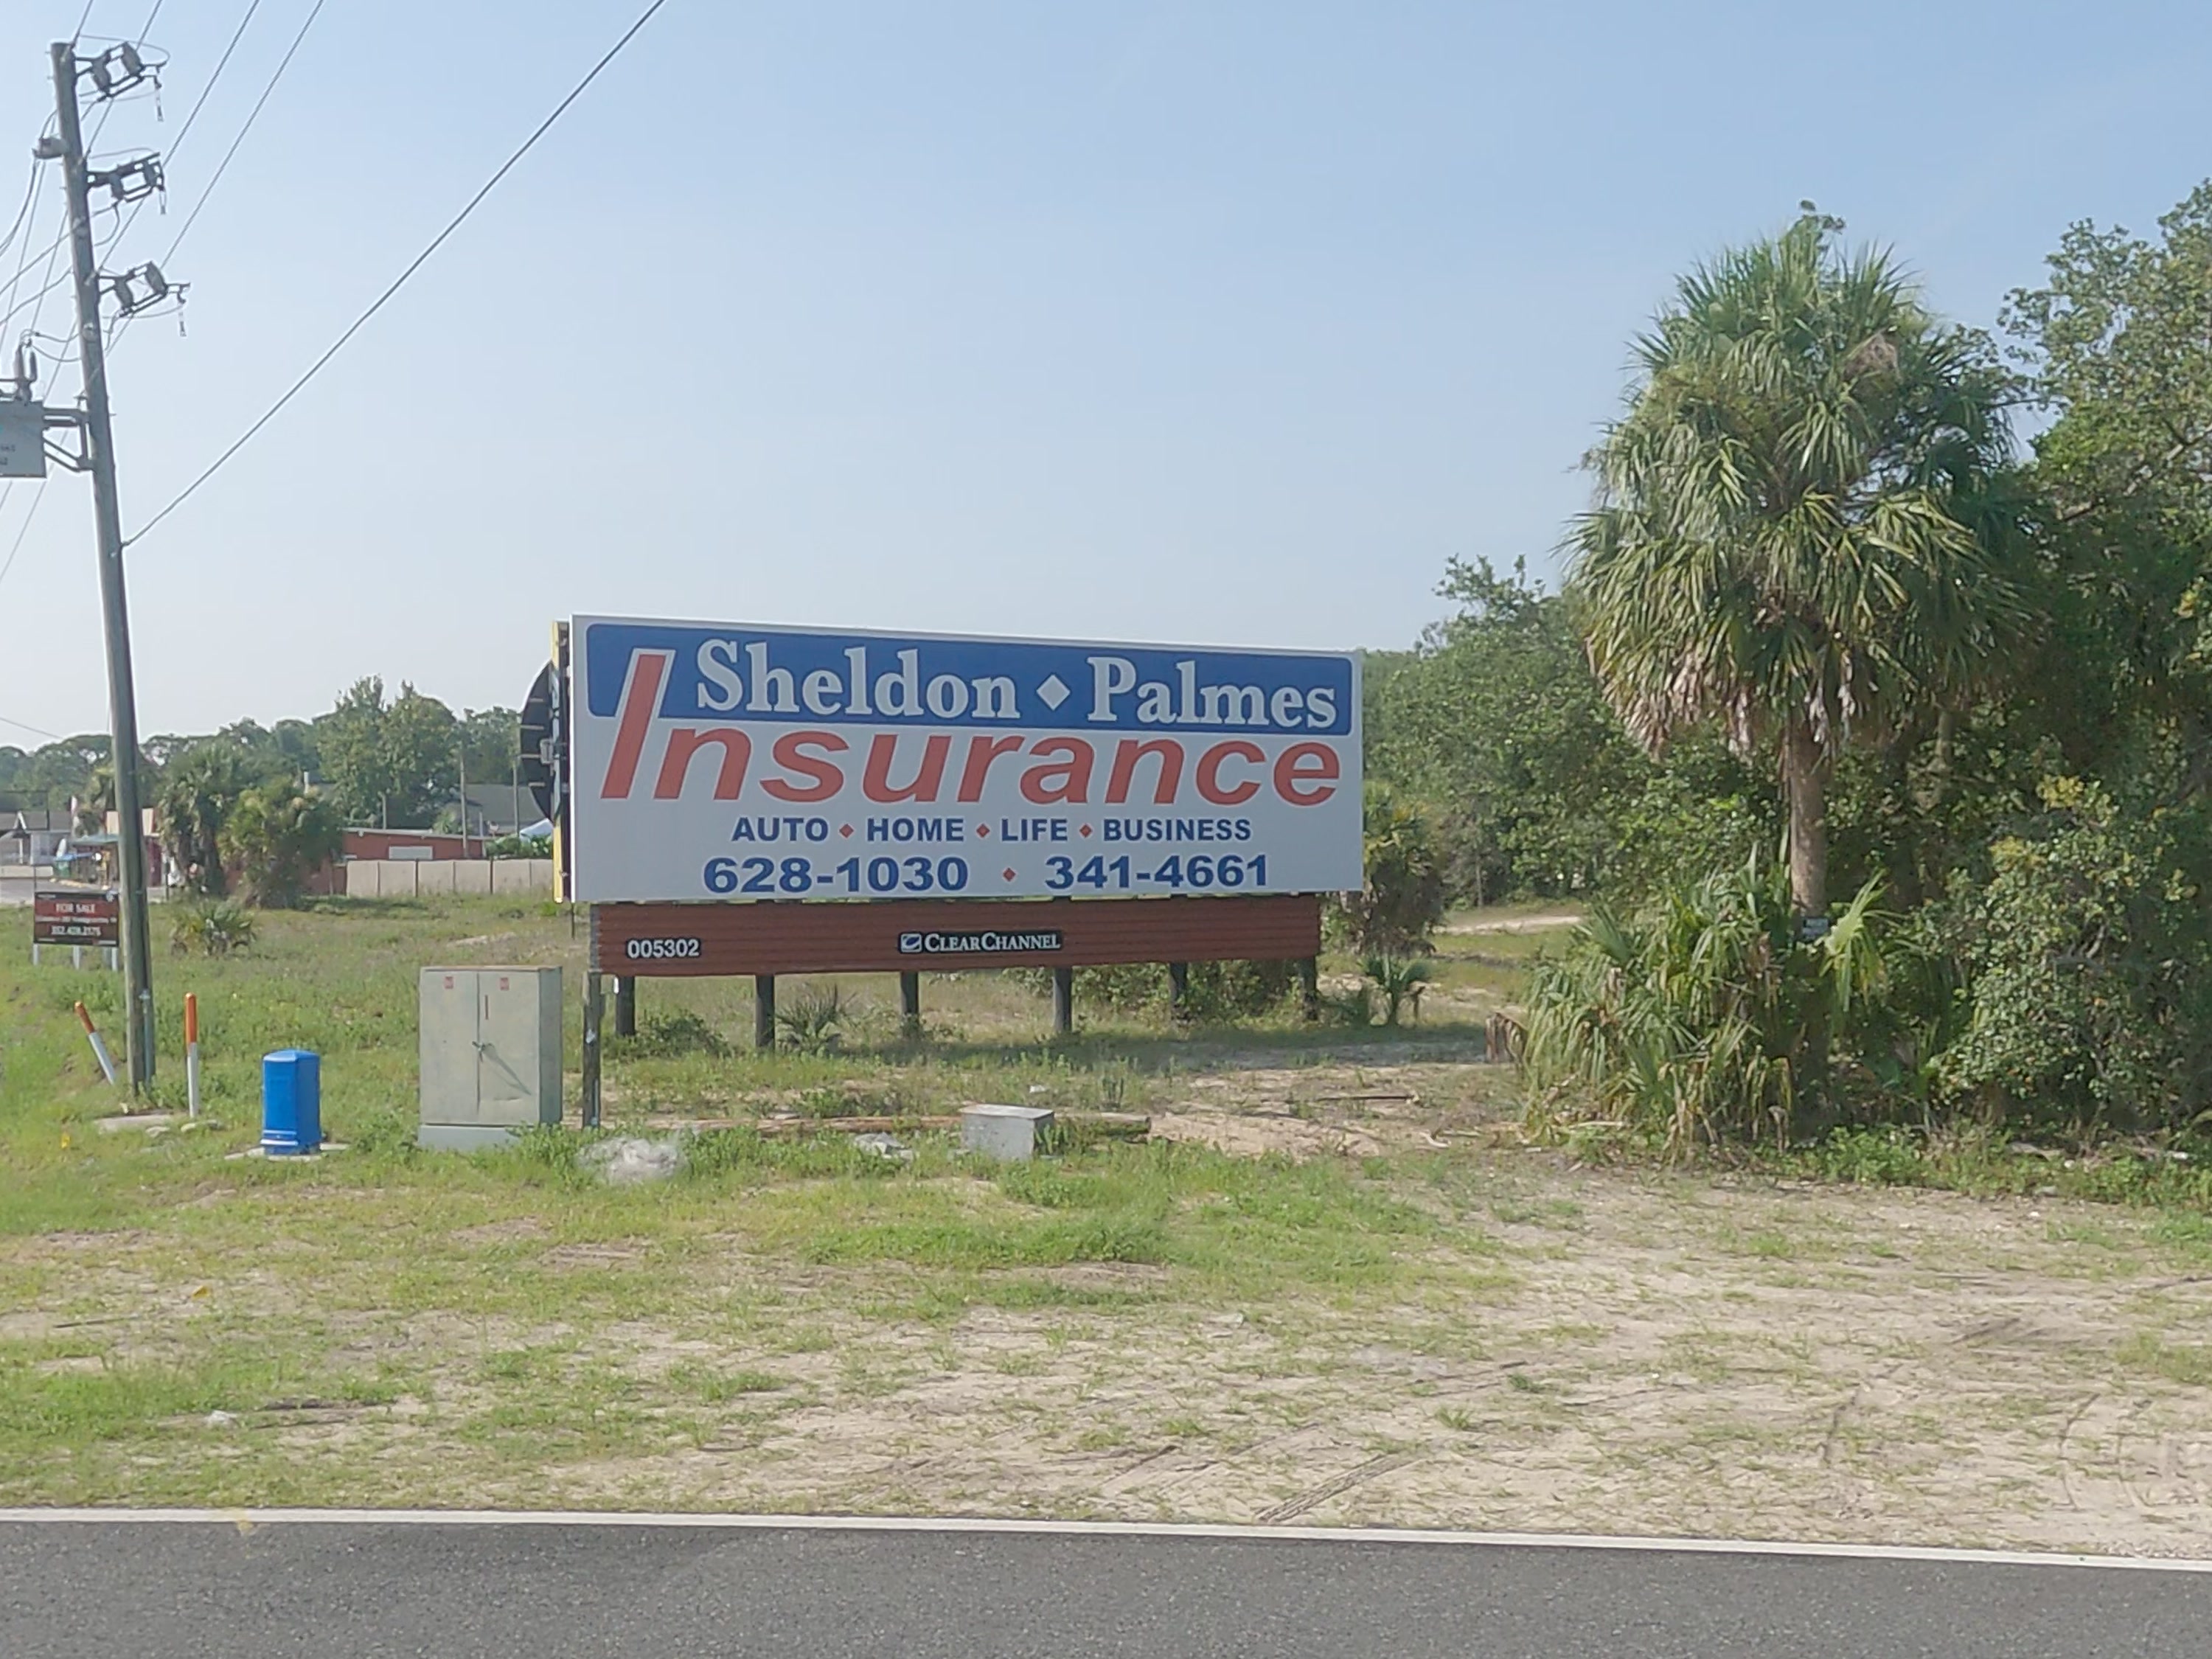 Sheldon ◆ Palmes
Insurance
AUTO ◆ HOME ◆ LIFE ◆ BUSINESS
628-1030 ◆ 341-4661
005302
CLEAR CHANNEL
FOR SALE